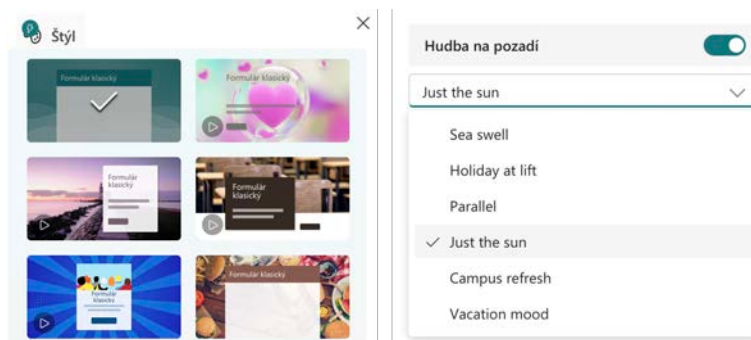 Štýl
Formulár klasický
Formulár klasický
Formulár
klasický
Formulár
klasický
Formulár
klasický
Formulár klasický
Hudba na pozadí
Just the sun
Sea swell
Holiday at lift
Parallel
Just the sun
Campus refresh
Vacation mood